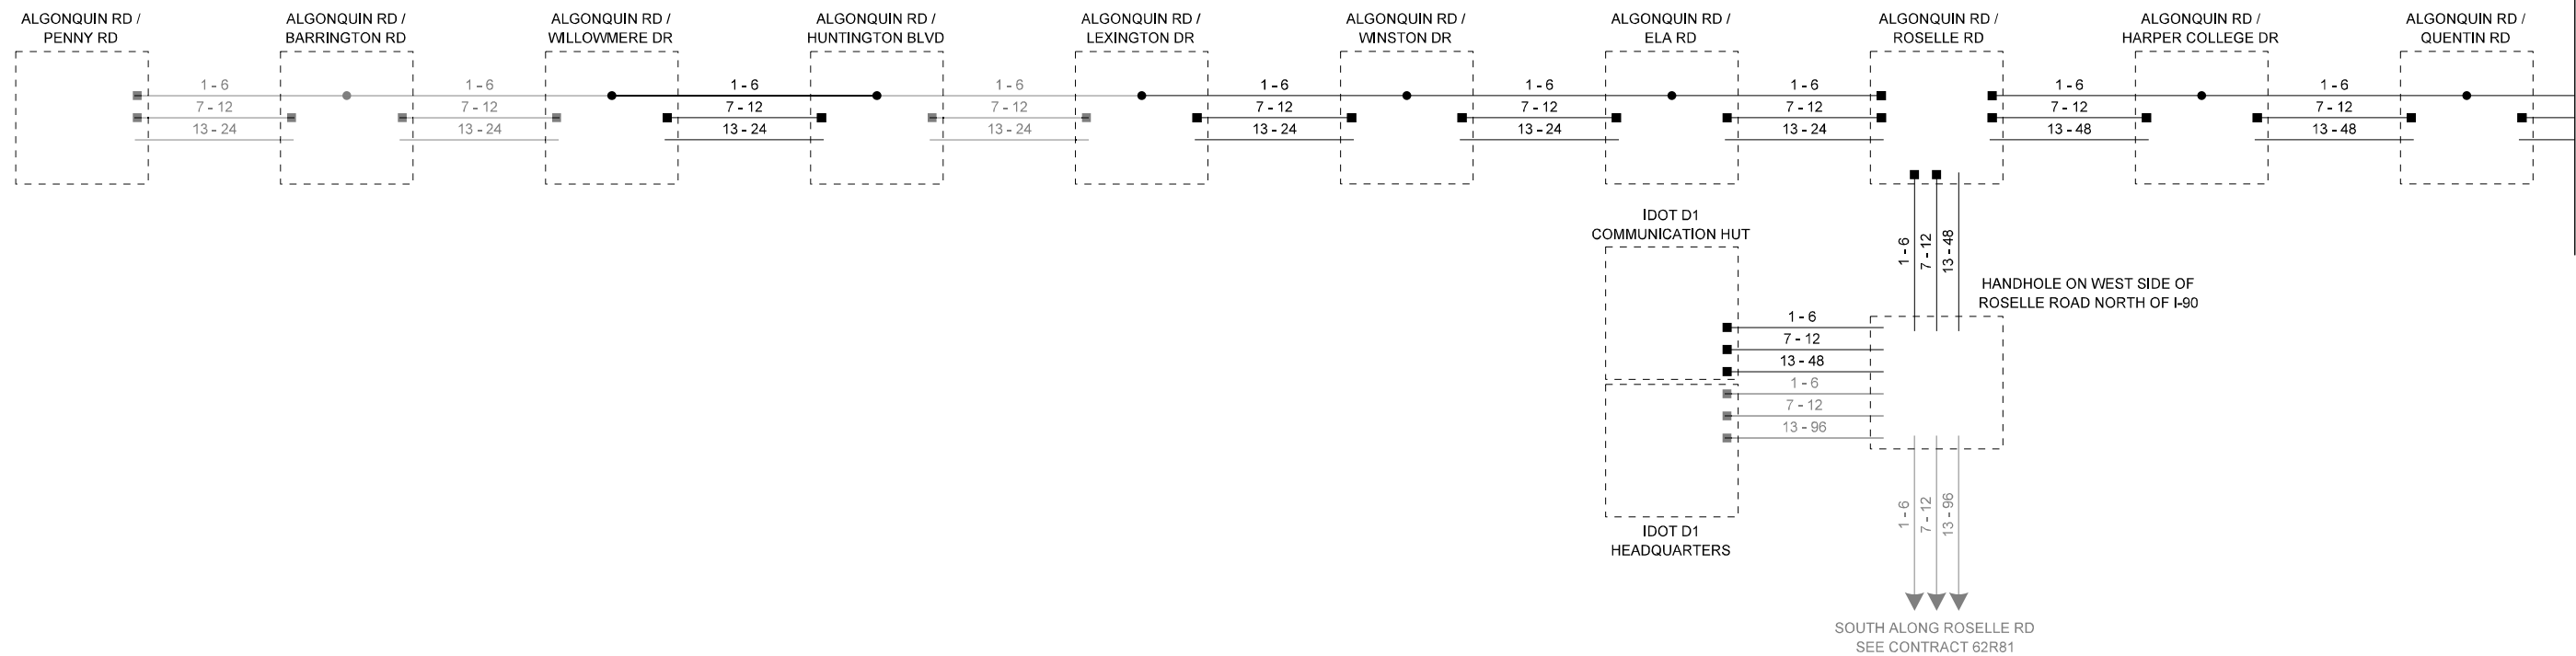 ALGONQUIN RD /
PENNY RD
ALGONQUIN RD /
BARRINGTON RD
ALGONQUIN RD /
WILLOWMERE DR
ALGONQUIN RD /
HUNTINGTON BLVD
ALGONQUIN RD /
LEXINGTON DR
ALGONQUIN RD /
WINSTON DR
ALGONQUIN RD /
ELA RD
ALGONQUIN RD /
ROSELLE RD
ALGONQUIN RD /
HARPER COLLEGE DR
ALGONQUIN RD /
QUENTIN RD
1 - 6
7 - 12
13 - 24
1 - 6
7 - 12
13 - 24
1 - 6
7 - 12
13 - 24
1 - 6
7 - 12
13 - 24
1 - 6
7 - 12
13 - 24
1 - 6
7 - 12
13 - 24
1 - 6
7 - 12
13 - 24
1 - 6
7 - 12
13 - 48
1 - 6
7 - 12
13 - 48
IDOT D1
COMMUNICATION HUT
1 - 6
7 - 12
13 - 48
HANDHOLE ON WEST SIDE OF
ROSELLE ROAD NORTH OF I-90
1 - 6
7 - 12
13 - 48
1 - 6
7 - 12
13 - 96
IDOT D1
HEADQUARTERS
1 - 6
7 - 12
13 - 96
SOUTH ALONG ROSELLE RD
SEE CONTRACT 62R81